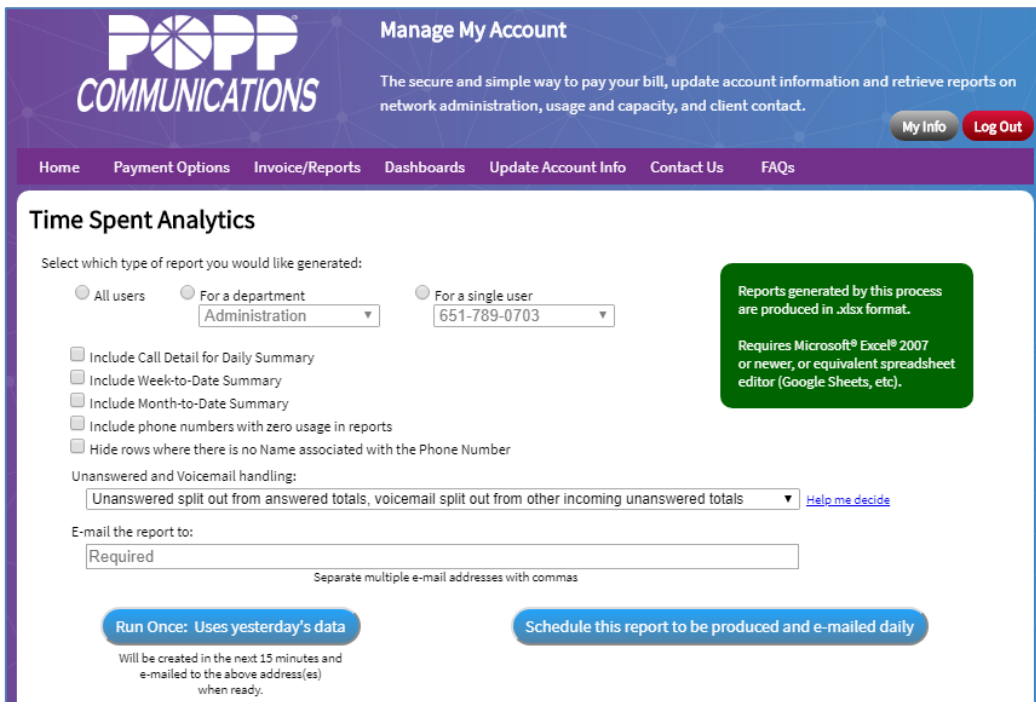 POPP
COMMUNICATIONS
Manage My Account
The secure and simple way to pay your bill, update account information and retrieve reports on
network administration, usage and capacity, and client contact.
My Info Log Out
Home Payment Options Invoice/Reports Dashboards Update Account Info Contact Us FAQs
Time Spent Analytics
Select which type of report you would like generated:
All users For a department For a single user
Administration 651-789-0703
Reports generated by this process
are produced in .xlsx format.
Requires Microsoft® Excel® 2007
or newer, or equivalent spreadsheet
editor (Google Sheets, etc).
Include Call Detail for Daily Summary
Include Week-to-Date Summary
Include Month-to-Date Summary
Include phone numbers with zero usage in reports
Hide rows where there is no Name associated with the Phone Number
Unanswered and Voicemail handling:
Unanswered split out from answered totals, voicemail split out from other incoming unanswered totals Help me decide
E-mail the report to:
Required
Separate multiple e-mail addresses with commas
Run Once: Uses yesterday's data Schedule this report to be produced and e-mailed daily
Will be created in the next 15 minutes and
e-mailed to the above address(es)
when ready.